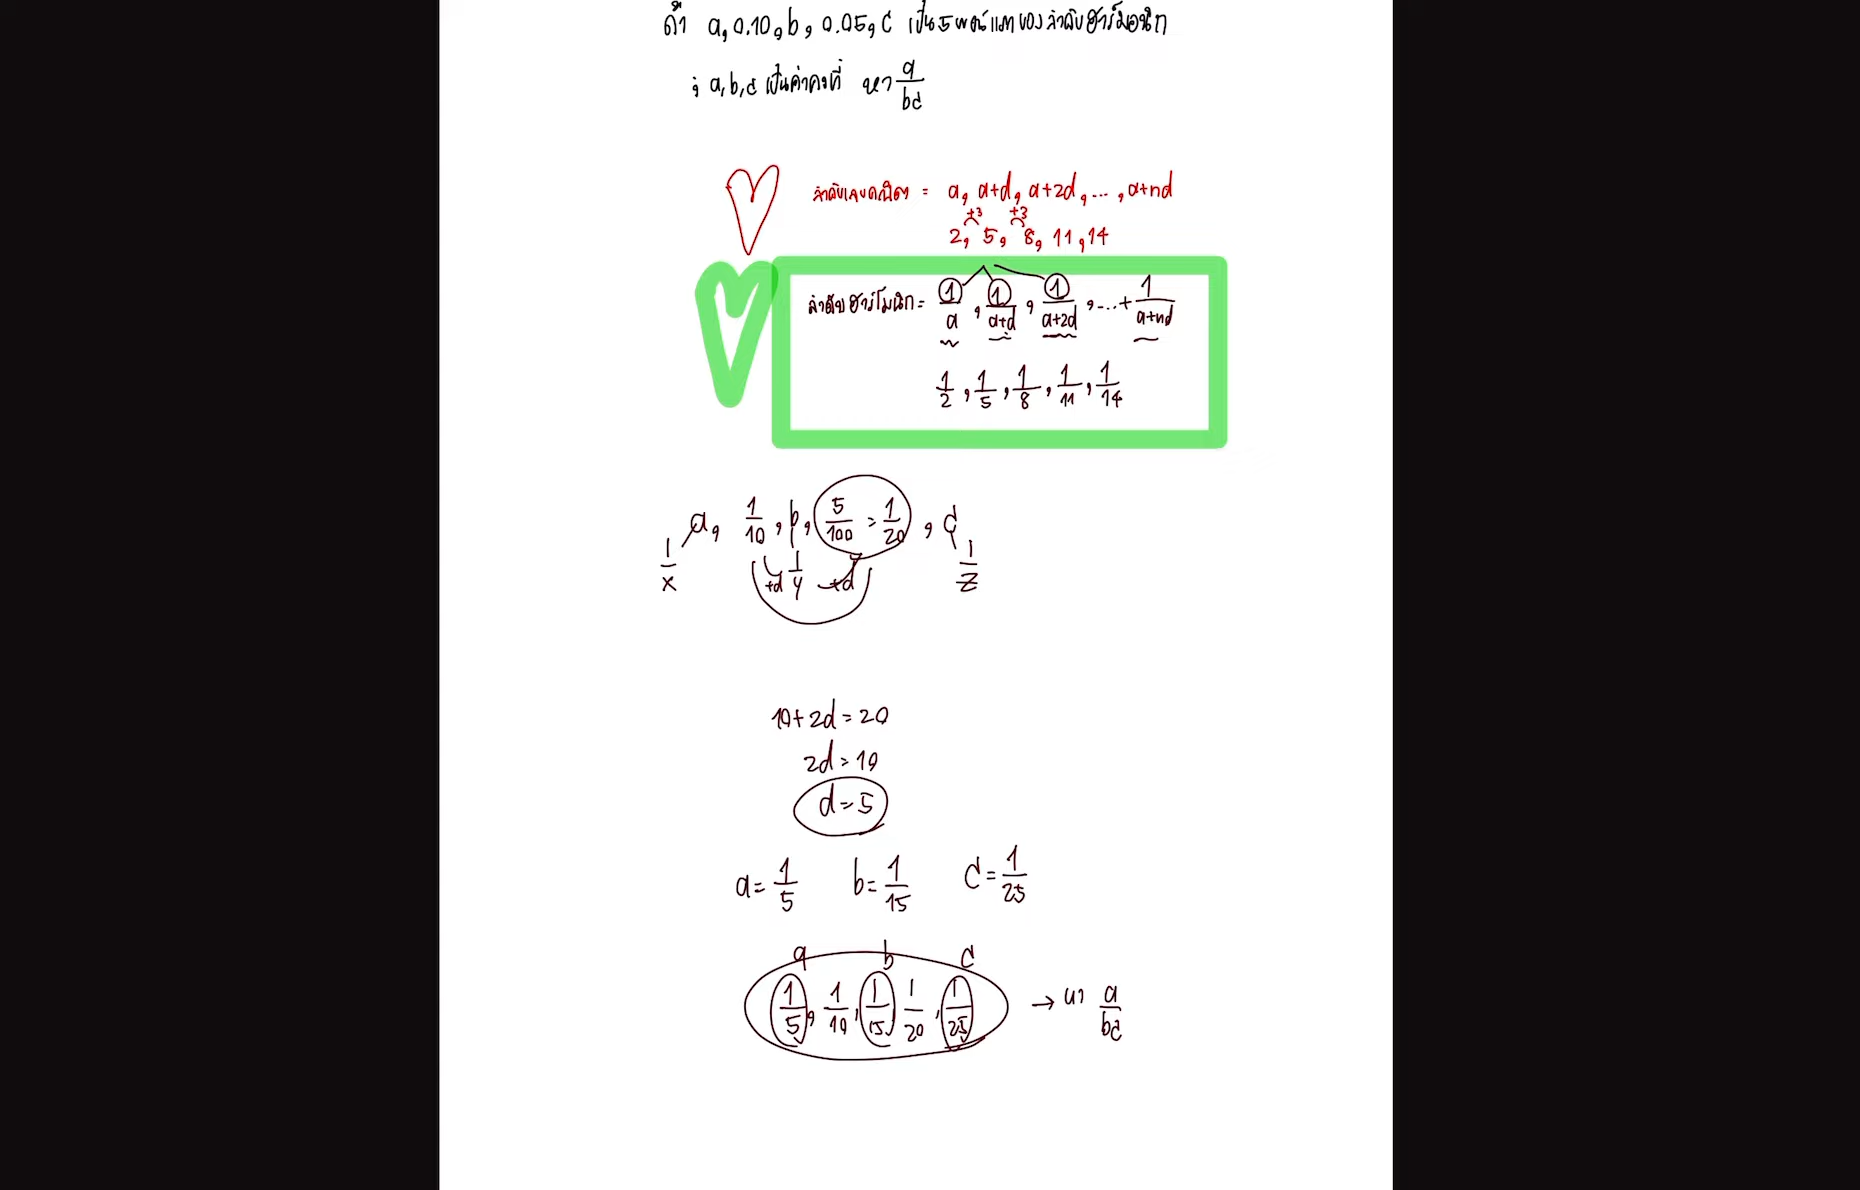 ถ้า a, 0.10, b, 0.05, c เป็น 5 พจน์แรกของลำดับฮาร์มอนิก
; a, b, c เป็นค่าคงที่ หา a/bc
ลำดับเลขคณิต = a, a+d, a+2d, ..., a+nd
+3 +3
2, 5, 8, 11, 14
ลำดับฮาร์โมนิก = 1/a, 1/a+d, 1/a+2d, ...+ 1/a+nd
1/2, 1/5, 1/8, 1/11, 1/14
a, 1/10, b, 5/100 = 1/20, c
1/x +d 1/y +d 1/z
10+2d = 20
2d = 10
d = 5
a = 1/5 b = 1/15 c = 1/25
a b c
1/5, 1/10, 1/15, 1/20, 1/25 → หา a/bc